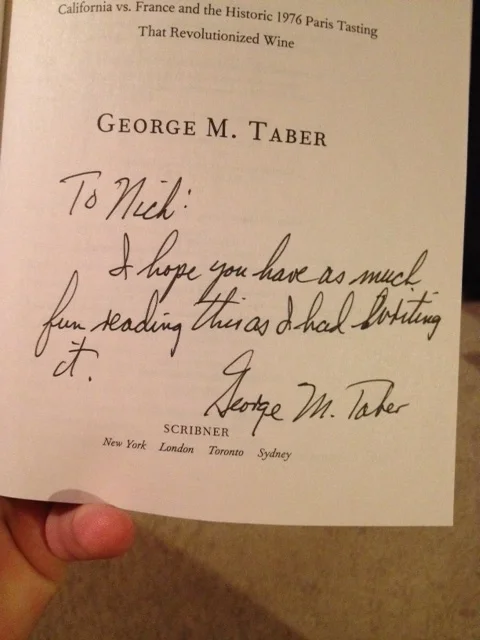 California vs. France and the Historic 1976 Paris Tasting
That Revolutionized Wine
GEORGE M. TABER
To Nick:
I hope you have as much
fun reading this as I had writing
it.
George M. Taber
SCRIBNER
New York London Toronto Sydney